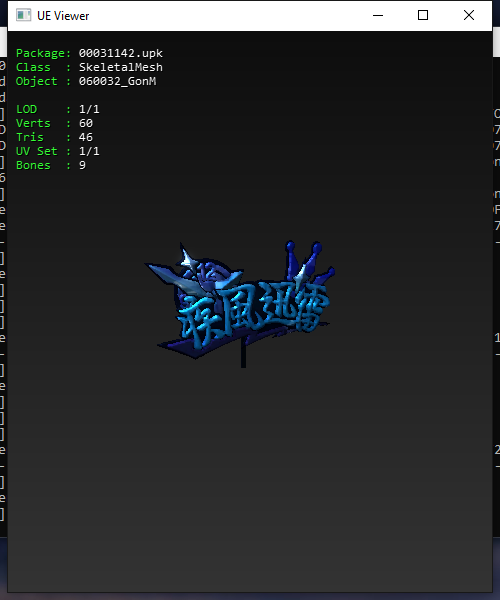 UE Viewer
Package: 00031142.upk
Class : SkeletalMesh
Object : 060032_GonM
LOD : 1/1
Verts : 60
Tris : 46
UV Set : 1/1
Bones : 9
疾風迅雷